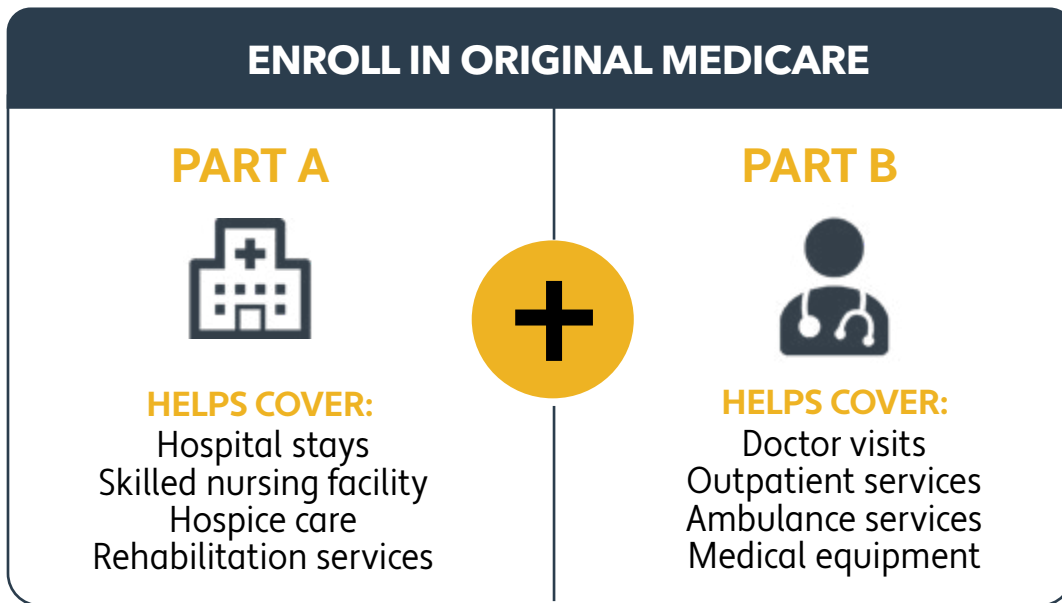 ENROLL IN ORIGINAL MEDICARE
PART A
HELPS COVER:
Hospital stays
Skilled nursing facility
Hospice care
Rehabilitation services
PART B
HELPS COVER:
Doctor visits
Outpatient services
Ambulance services
Medical equipment